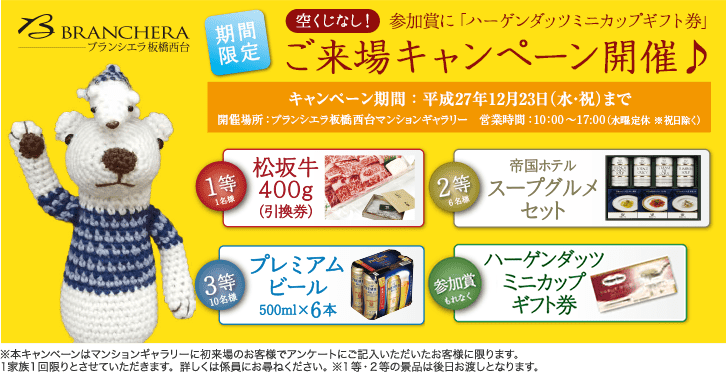 BRANCHERA
ブランシエラ板橋西台
期間
限定
空くじなし！
参加賞に「ハーゲンダッツミニカップギフト券」
ご来場キャンペーン開催♪
キャンペーン期間：平成27年12月23日（水・祝）まで
開催場所：ブランシエラ板橋西台マンションギャラリー　営業時間：10：00～17：00（水曜定休 ※祝日除く）
1等
1名様
松坂牛
400g
（引換券）
2等
6名様
帝国ホテル
スープグルメ
セット
3等
10名様
プレミアム
ビール
500ml×6本
参加賞
もれなく
ハーゲンダッツ
ミニカップ
ギフト券
※本キャンペーンはマンションギャラリーに初来場のお客様でアンケートにご記入いただいたお客様に限ります。
1家族1回限りとさせていただきます。詳しくは係員にお尋ねください。※1等・2等の景品は後日お渡しとなります。